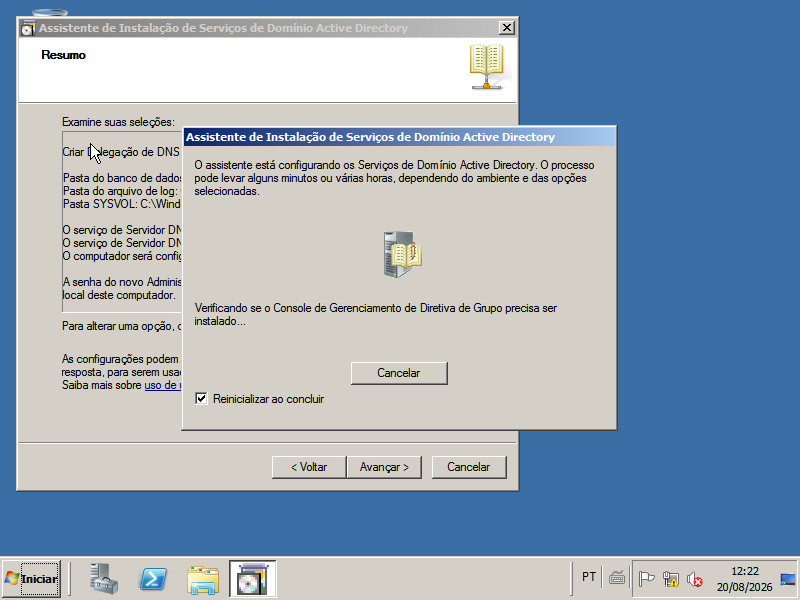 Assistente de Instalação de Serviços de Domínio Active Directory
Resumo
Examine suas seleções:
Criar Delegação de DNS
Pasta do banco de dados
Pasta do arquivo de log:
Pasta SYSVOL: C:\Wind
O serviço de Servidor DN
O serviço de Servidor DN
O computador será config
A senha do novo Adminis
local deste computador.
Para alterar uma opção, c
As configurações podem
resposta, para serem usad
Saiba mais sobre uso de
Assistente de Instalação de Serviços de Domínio Active Directory
O assistente está configurando os Serviços de Domínio Active Directory. O processo
pode levar alguns minutos ou várias horas, dependendo do ambiente e das opções
selecionadas.
Verificando se o Console de Gerenciamento de Diretiva de Grupo precisa ser
instalado...
Cancelar
Reinicializar ao concluir
< Voltar
Avançar >
Cancelar
Iniciar
PT
12:22
20/08/2026